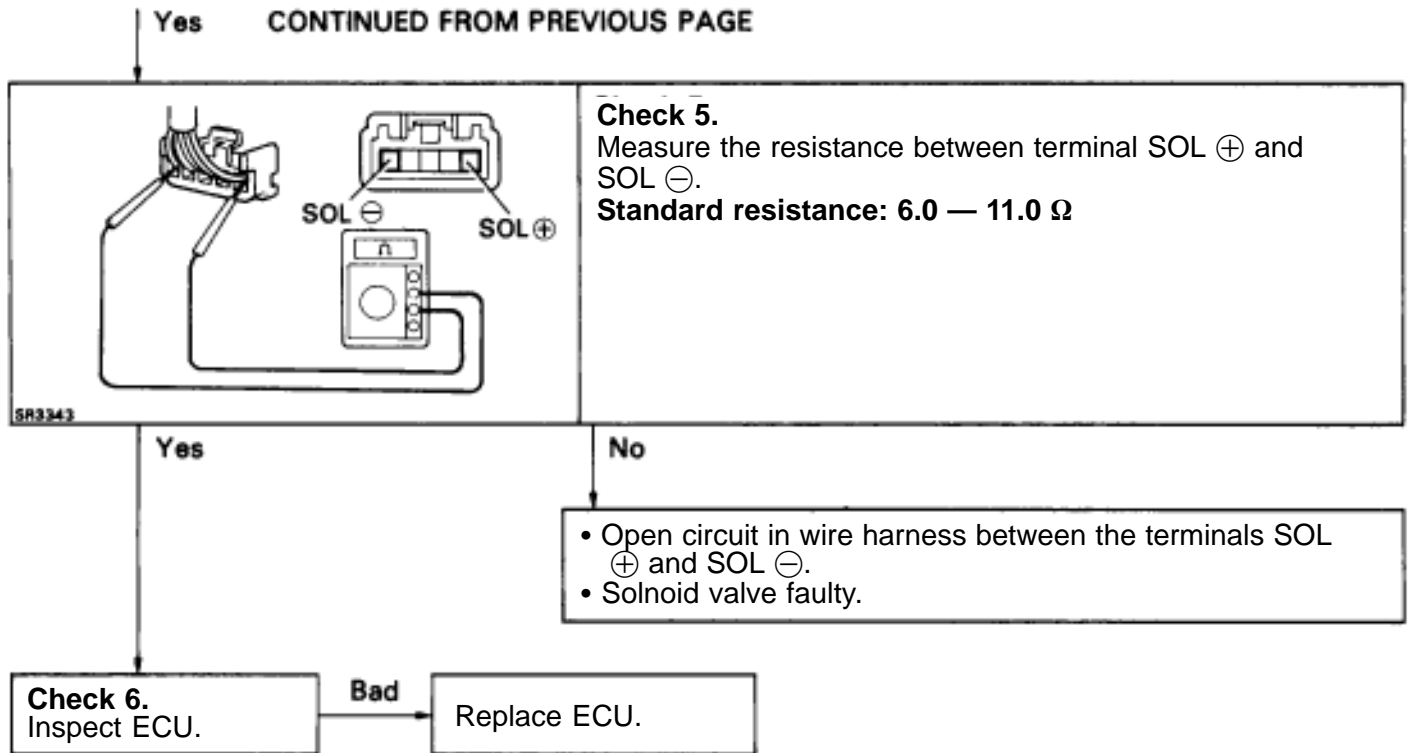 Yes CONTINUED FROM PREVIOUS PAGE
SOL ⊖
SOL ⊕
Ω
SR3343
Check 5.
Measure the resistance between terminal SOL ⊕ and
SOL ⊖.
Standard resistance: 6.0 — 11.0 Ω
Yes
No
• Open circuit in wire harness between the terminals SOL
⊕ and SOL ⊖.
• Solnoid valve faulty.
Check 6.
Inspect ECU.
Bad
Replace ECU.